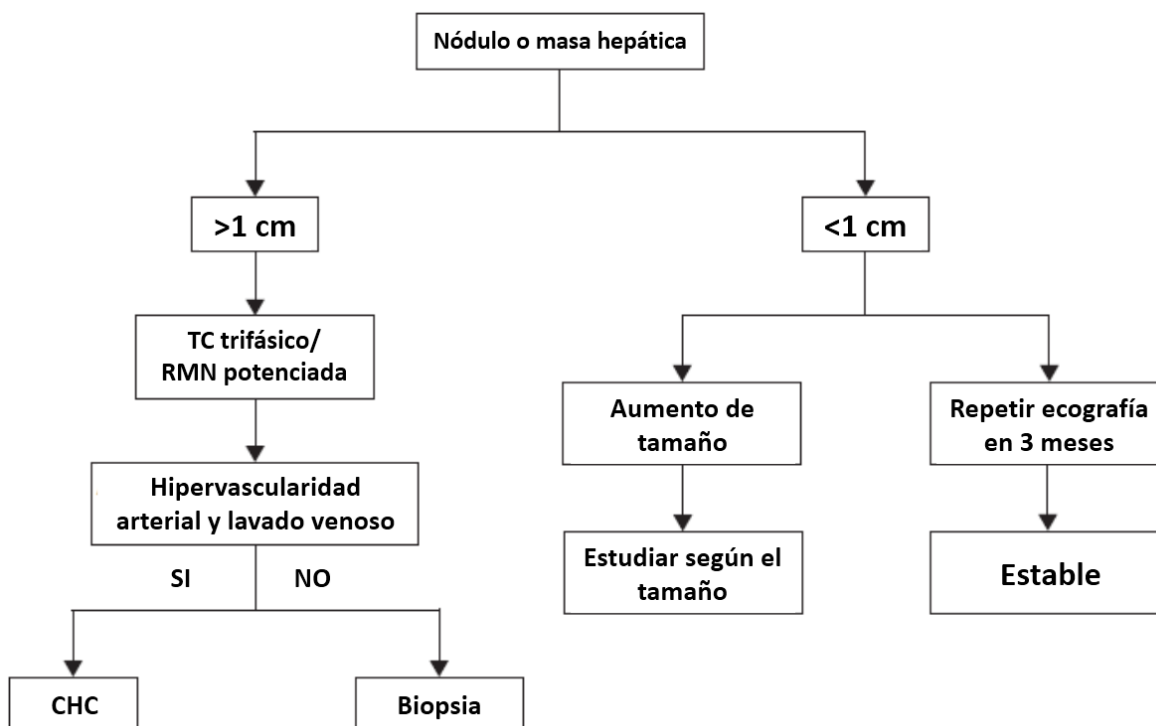 Nódulo o masa hepática
>1 cm
<1 cm
TC trifásico/
RMN potenciada
Aumento de
tamaño
Repetir ecografía
en 3 meses
Hipervascularidad
arterial y lavado venoso
Estudiar según el
tamaño
Estable
SI
NO
CHC
Biopsia